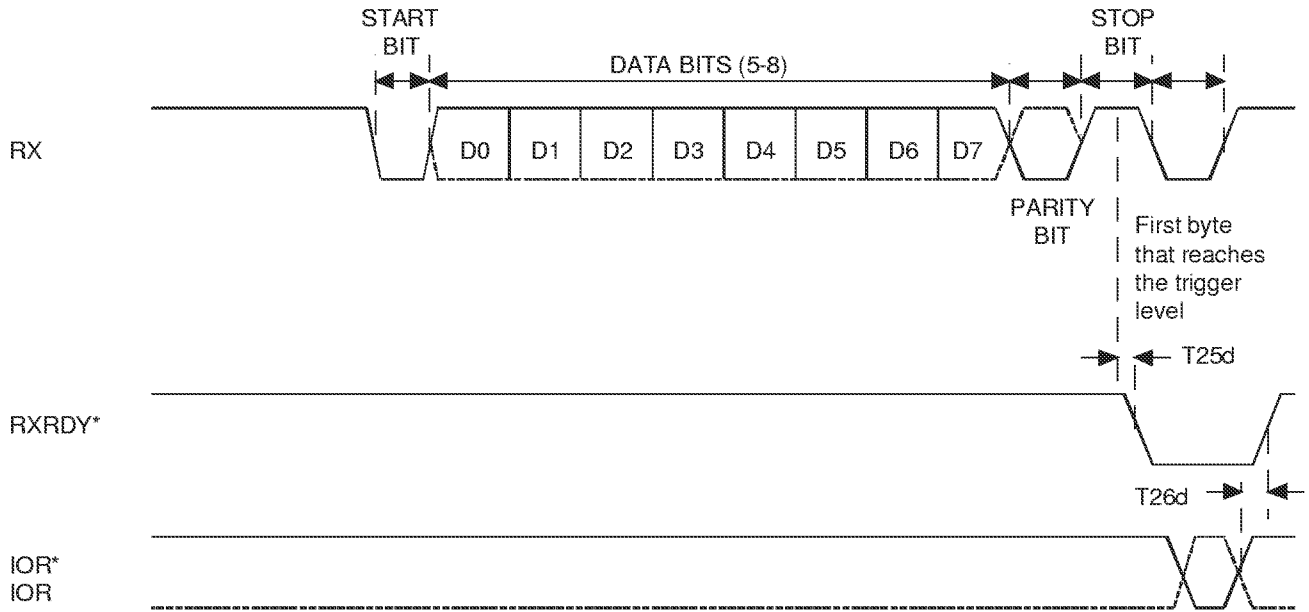 START
BIT
STOP
BIT
DATA BITS (5-8)
RX
D0 D1 D2 D3 D4 D5 D6 D7
PARITY
BIT
First byte
that reaches
the trigger
level
T25d
RXRDY*
T26d
IOR*
IOR